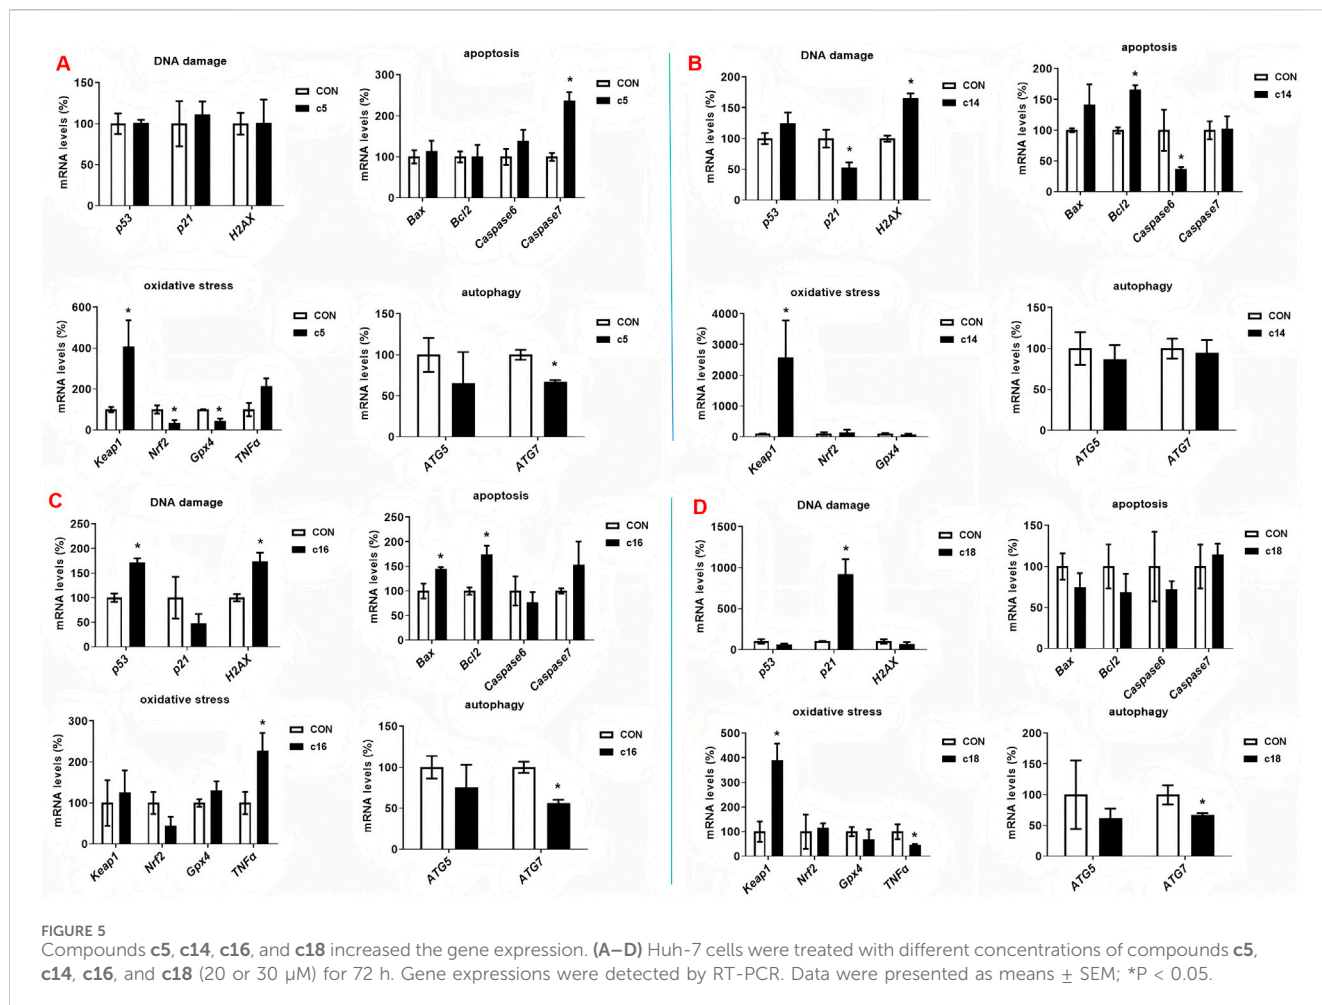 A
DNA damage
mRNA levels (%)
150
100
50
0
p53
p21
H2AX
CON
c5
apoptosis
mRNA levels (%)
300
200
100
0
Bax
Bcl2
Caspase6
Caspase7
*
CON
c5
oxidative stress
mRNA levels (%)
600
400
200
0
Keap1
Nrf2
Gpx4
TNFα
*
*
*
CON
c5
autophagy
mRNA levels (%)
150
100
50
0
ATG5
ATG7
*
CON
c5
B
DNA damage
mRNA levels (%)
200
150
100
50
0
p53
p21
H2AX
*
*
CON
c14
apoptosis
mRNA levels (%)
200
150
100
50
0
Bax
Bcl2
Caspase6
Caspase7
*
*
CON
c14
oxidative stress
mRNA levels (%)
4000
3000
2000
1000
0
Keap1
Nrf2
Gpx4
*
CON
c14
autophagy
mRNA levels (%)
150
100
50
0
ATG5
ATG7
CON
c14
C
DNA damage
mRNA levels (%)
250
200
150
100
50
0
p53
p21
H2AX
*
*
CON
c16
apoptosis
mRNA levels (%)
250
200
150
100
50
0
Bax
Bcl2
Caspase6
Caspase7
*
*
CON
c16
oxidative stress
mRNA levels (%)
300
200
100
0
Keap1
Nrf2
Gpx4
TNFα
*
CON
c16
autophagy
mRNA levels (%)
150
100
50
0
ATG5
ATG7
*
CON
c16
D
DNA damage
mRNA levels (%)
1500
1000
500
0
p53
p21
H2AX
*
CON
c18
apoptosis
mRNA levels (%)
150
100
50
0
Bax
Bcl2
Caspase6
Caspase7
CON
c18
oxidative stress
mRNA levels (%)
500
400
300
200
100
0
Keap1
Nrf2
Gpx4
TNFα
*
*
CON
c18
autophagy
mRNA levels (%)
200
150
100
50
0
ATG5
ATG7
*
CON
c18
FIGURE 5
Compounds c5, c14, c16, and c18 increased the gene expression. (A–D) Huh-7 cells were treated with different concentrations of compounds c5,
c14, c16, and c18 (20 or 30 μM) for 72 h. Gene expressions were detected by RT-PCR. Data were presented as means ± SEM; *P < 0.05.